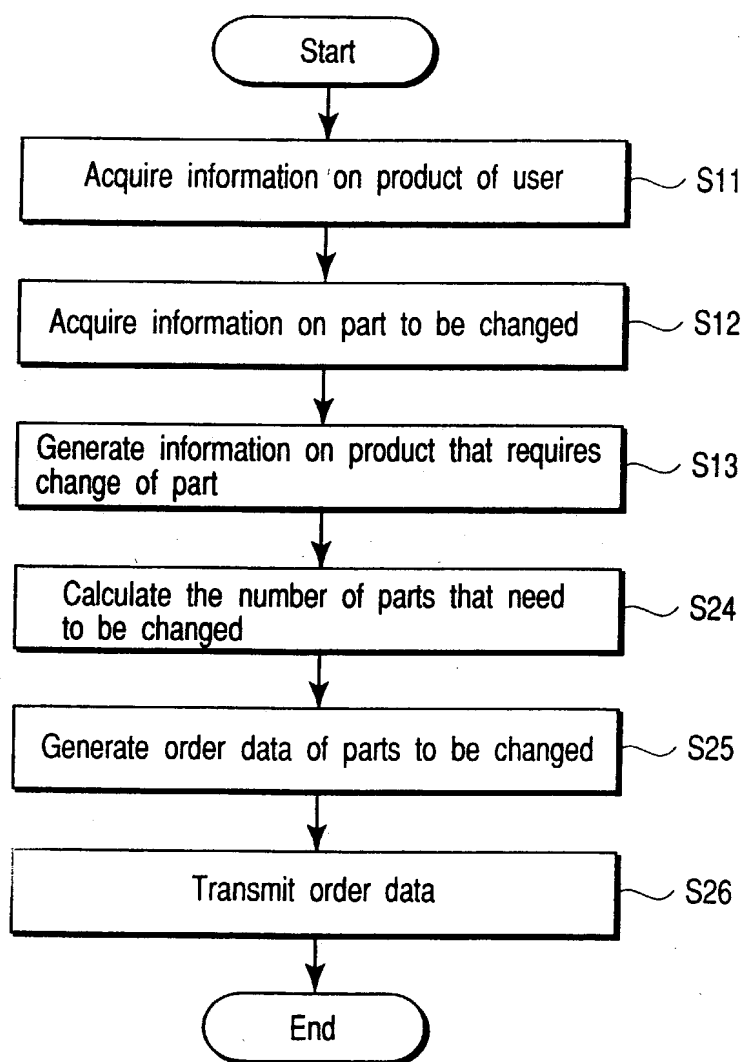 Start
Acquire information on product of user
S11
Acquire information on part to be changed
S12
Generate information on product that requires
change of part
S13
Calculate the number of parts that need
to be changed
S24
Generate order data of parts to be changed
S25
Transmit order data
S26
End